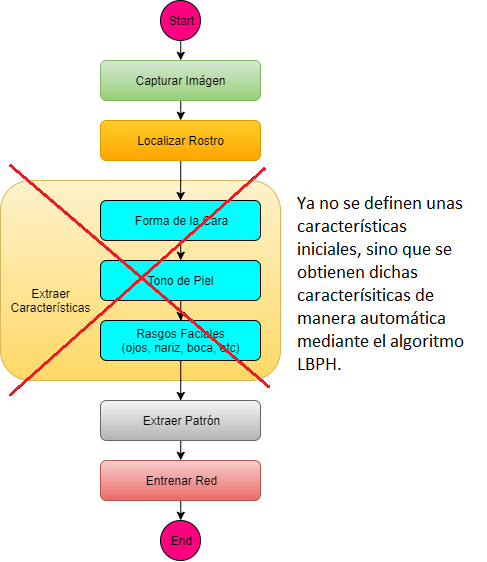 Start
Capturar Imágen
Localizar Rostro
Extraer
Características
Forma de la Cara
Tono de Piel
Rasgos Faciales
(ojos, nariz, boca, etc)
Extraer Patrón
Entrenar Red
End
Ya no se definen unas
características
iniciales, sino que se
obtienen dichas
caracterísiticas de
manera automática
mediante el algoritmo
LBPH.